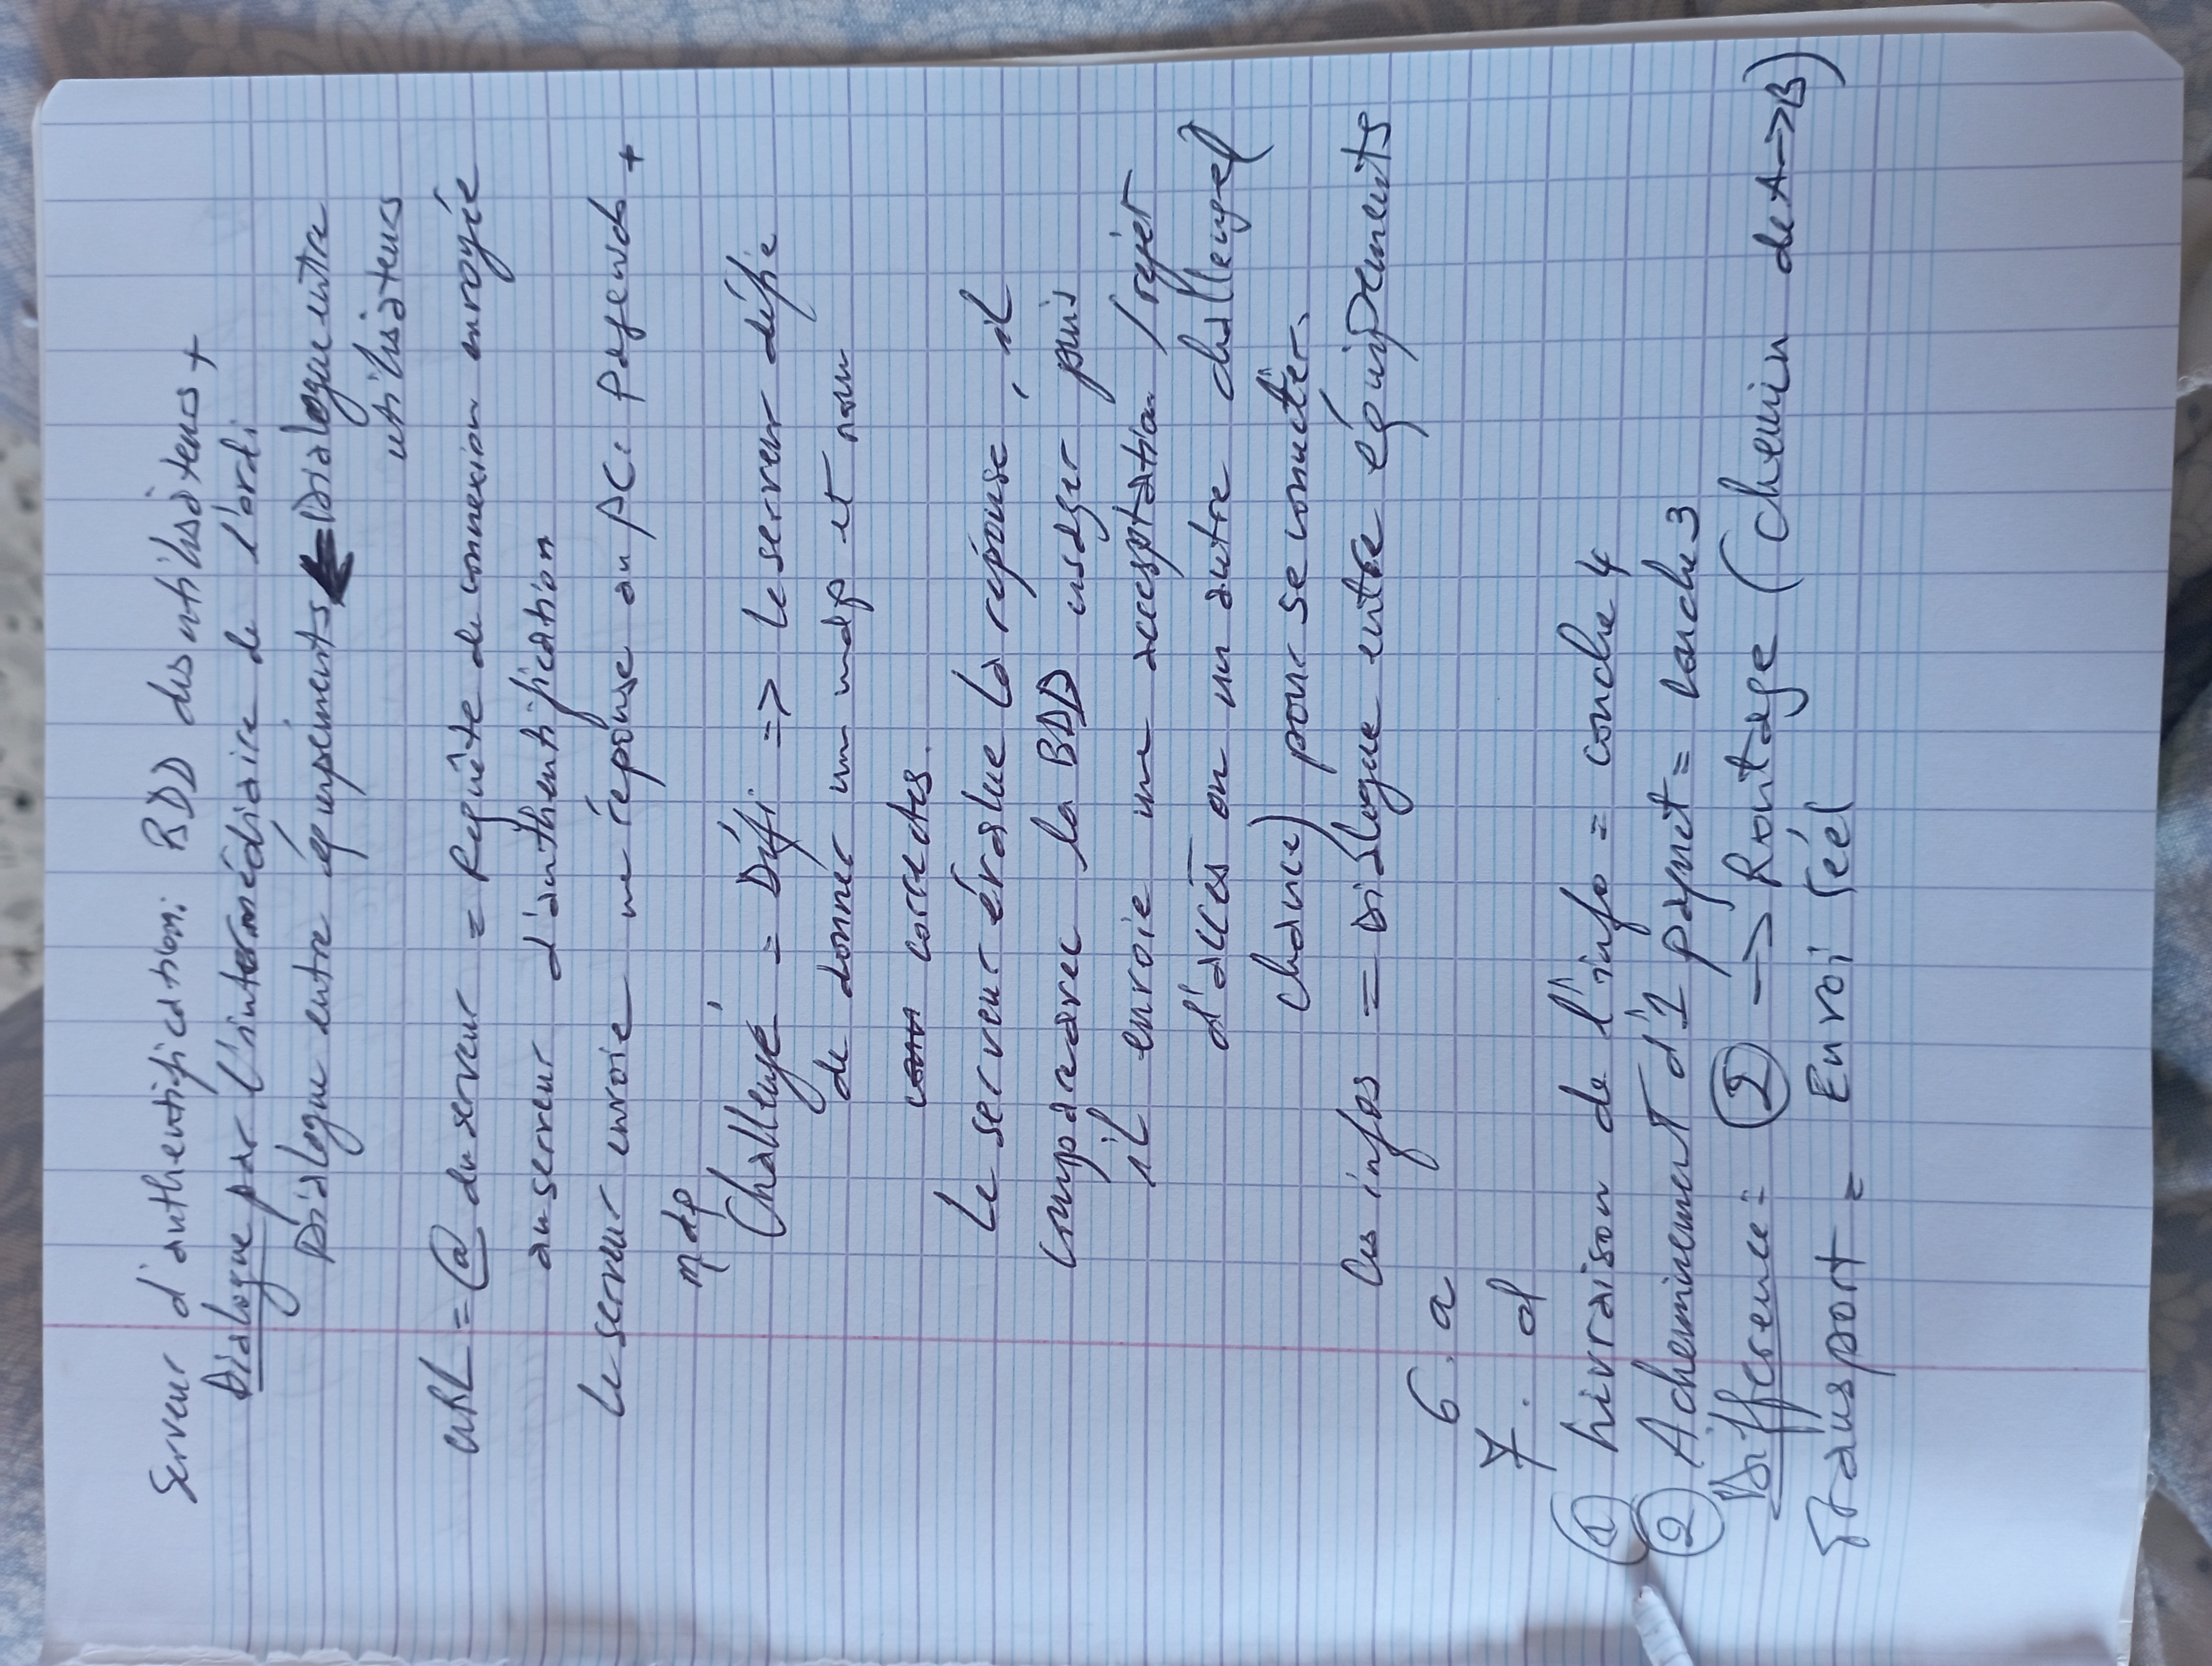 Serveur d'authentification: BDD des utilisateurs +
Dialogue par l'intermédiaire de l'ordi
Dialogue entre équipements ← Dialogue entre
utilisateurs
URL = @ du serveur = Requête de connexion envoyée
au serveur d'authentification
Le serveur envoie une réponse au PC: Page web +
mdp
Challenge = Défi => Le serveur défie
de donner un mdp et nom
corrects.
Le serveur évalue la réponse, il
compare avec la BDD usager puis
il envoie une acceptation / rejet
d'accès ou un autre challenge (
chance) pour se connecter.
Les infos = Dialogue entre équipements
6. a
7. d
① Livraison de l'info = couche 4
② Acheminement d'1 paquet = couche 3
Différence: ② → Routage (Chemin de A→B)
Transport = Envoi réel